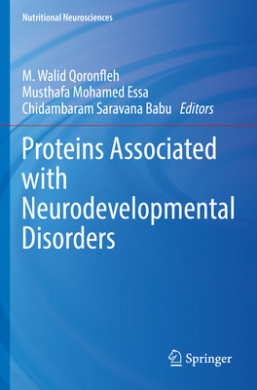 Nutritional Neurosciences
M. Walid Qoronfleh
Musthafa Mohamed Essa
Chidambaram Saravana Babu Editors
Proteins Associated
with
Neurodevelopmental
Disorders
Springer